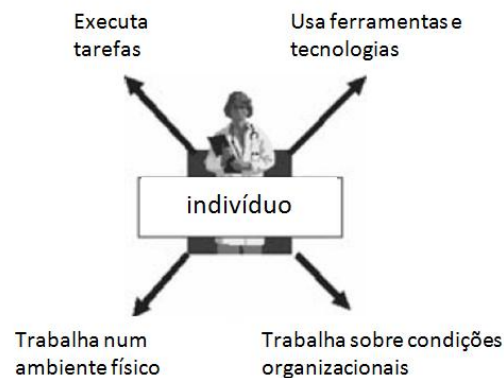 Executa
tarefas
Usa ferramentas e
tecnologias
indivíduo
Trabalha num
ambiente físico
Trabalha sobre condições
organizacionais